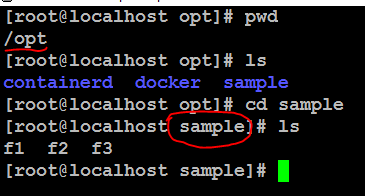 [root@localhost opt]# pwd
/opt
[root@localhost opt]# ls
containerd  docker  sample
[root@localhost opt]# cd sample
[root@localhost sample]# ls
f1  f2  f3
[root@localhost sample]#